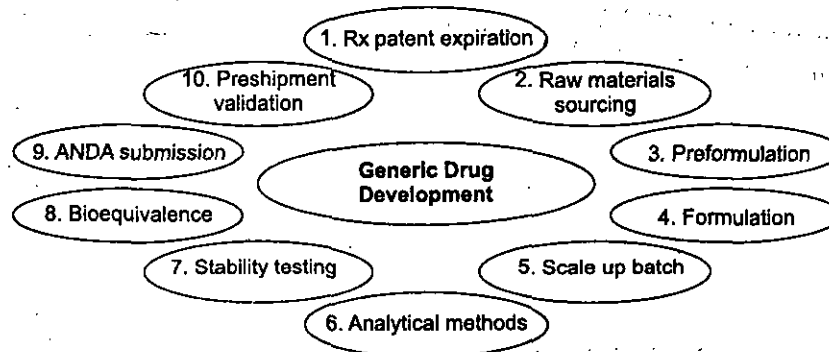 1. Rx patent expiration
2. Raw materials
sourcing
3. Preformulation
4. Formulation
5. Scale up batch
6. Analytical methods
7. Stability testing
8. Bioequivalence
9. ANDA submission
10. Preshipment
validation
Generic Drug
Development